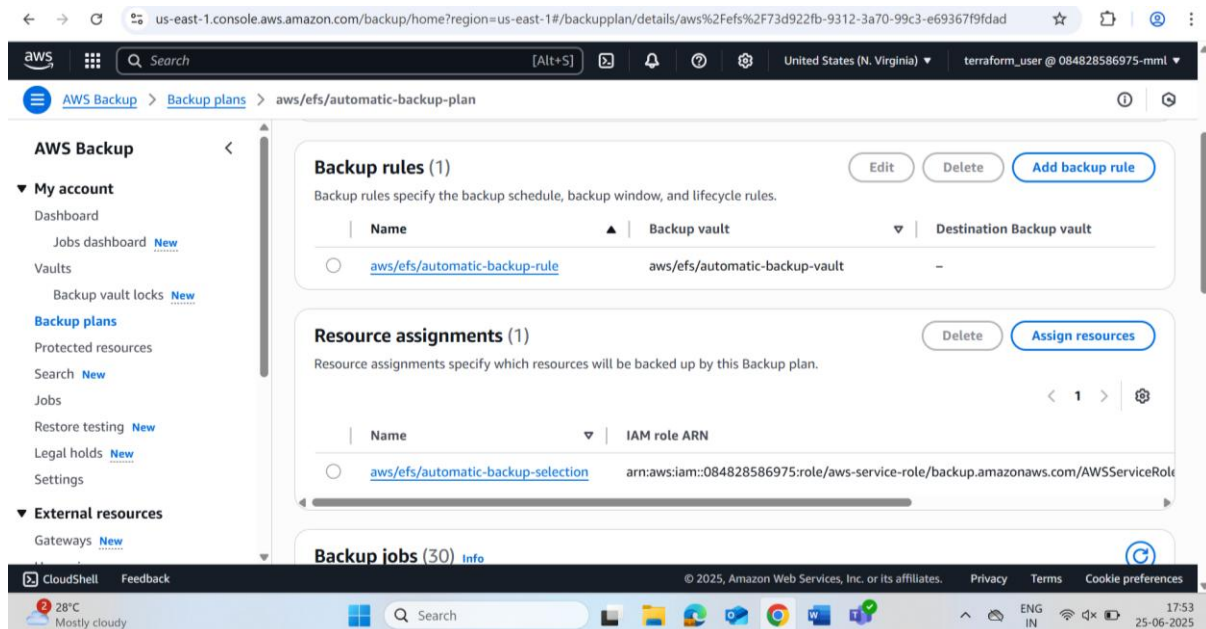 us-east-1.console.aws.amazon.com/backup/home?region=us-east-1#/backupplan/details/aws%2Fefs%2F73d922fb-9312-3a70-99c3-e69367f9fdad
aws Search [Alt+S] United States (N. Virginia) ▼ terraform_user @ 084828586975-mml ▼
AWS Backup > Backup plans > aws/efs/automatic-backup-plan
AWS Backup
▼ My account
Dashboard
Jobs dashboard New
Vaults
Backup vault locks New
Backup plans
Protected resources
Search New
Jobs
Restore testing New
Legal holds New
Settings
▼ External resources
Gateways New
Backup rules (1) Edit Delete Add backup rule
Backup rules specify the backup schedule, backup window, and lifecycle rules.
Name Backup vault Destination Backup vault
aws/efs/automatic-backup-rule aws/efs/automatic-backup-vault –
Resource assignments (1) Delete Assign resources
Resource assignments specify which resources will be backed up by this Backup plan.
< 1 >
Name IAM role ARN
aws/efs/automatic-backup-selection arn:aws:iam::084828586975:role/aws-service-role/backup.amazonaws.com/AWSServiceRole
Backup jobs (30) Info
CloudShell Feedback © 2025, Amazon Web Services, Inc. or its affiliates. Privacy Terms Cookie preferences
2 28°C Search ENG 17:53
Mostly cloudy IN 25-06-2025